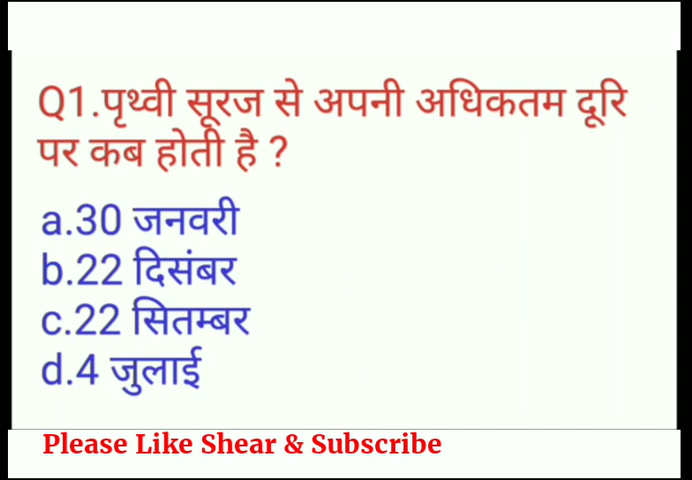 Q1.पृथ्वी सूरज से अपनी अधिकतम दूरि
पर कब होती है ?
a.30 जनवरी
b.22 दिसंबर
c.22 सितम्बर
d.4 जुलाई
Please Like Shear & Subscribe